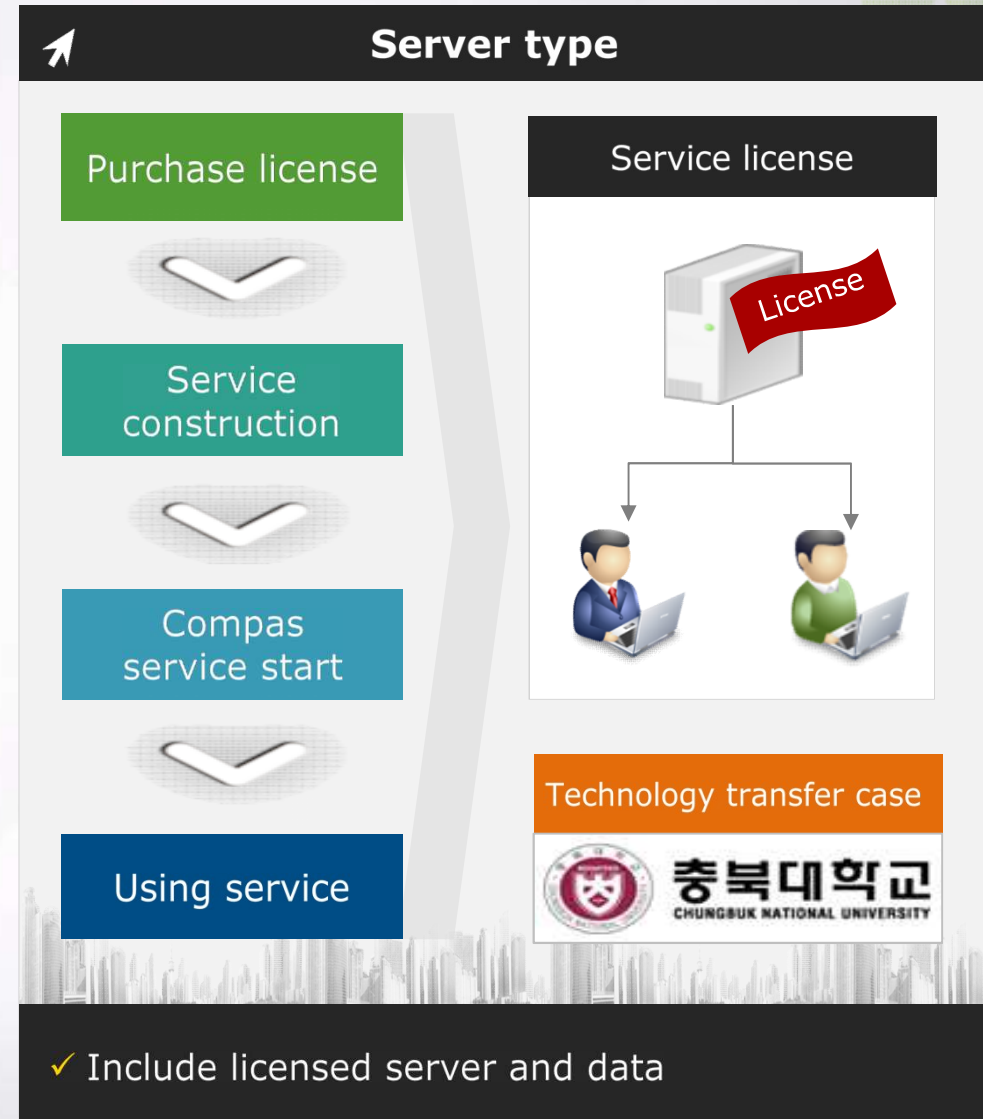 Server type
Purchase license
Service
construction
Compas
service start
Using service
Service license
License
Technology transfer case
충북대학교
CHUNGBUK NATIONAL UNIVERSITY
✓ Include licensed server and data